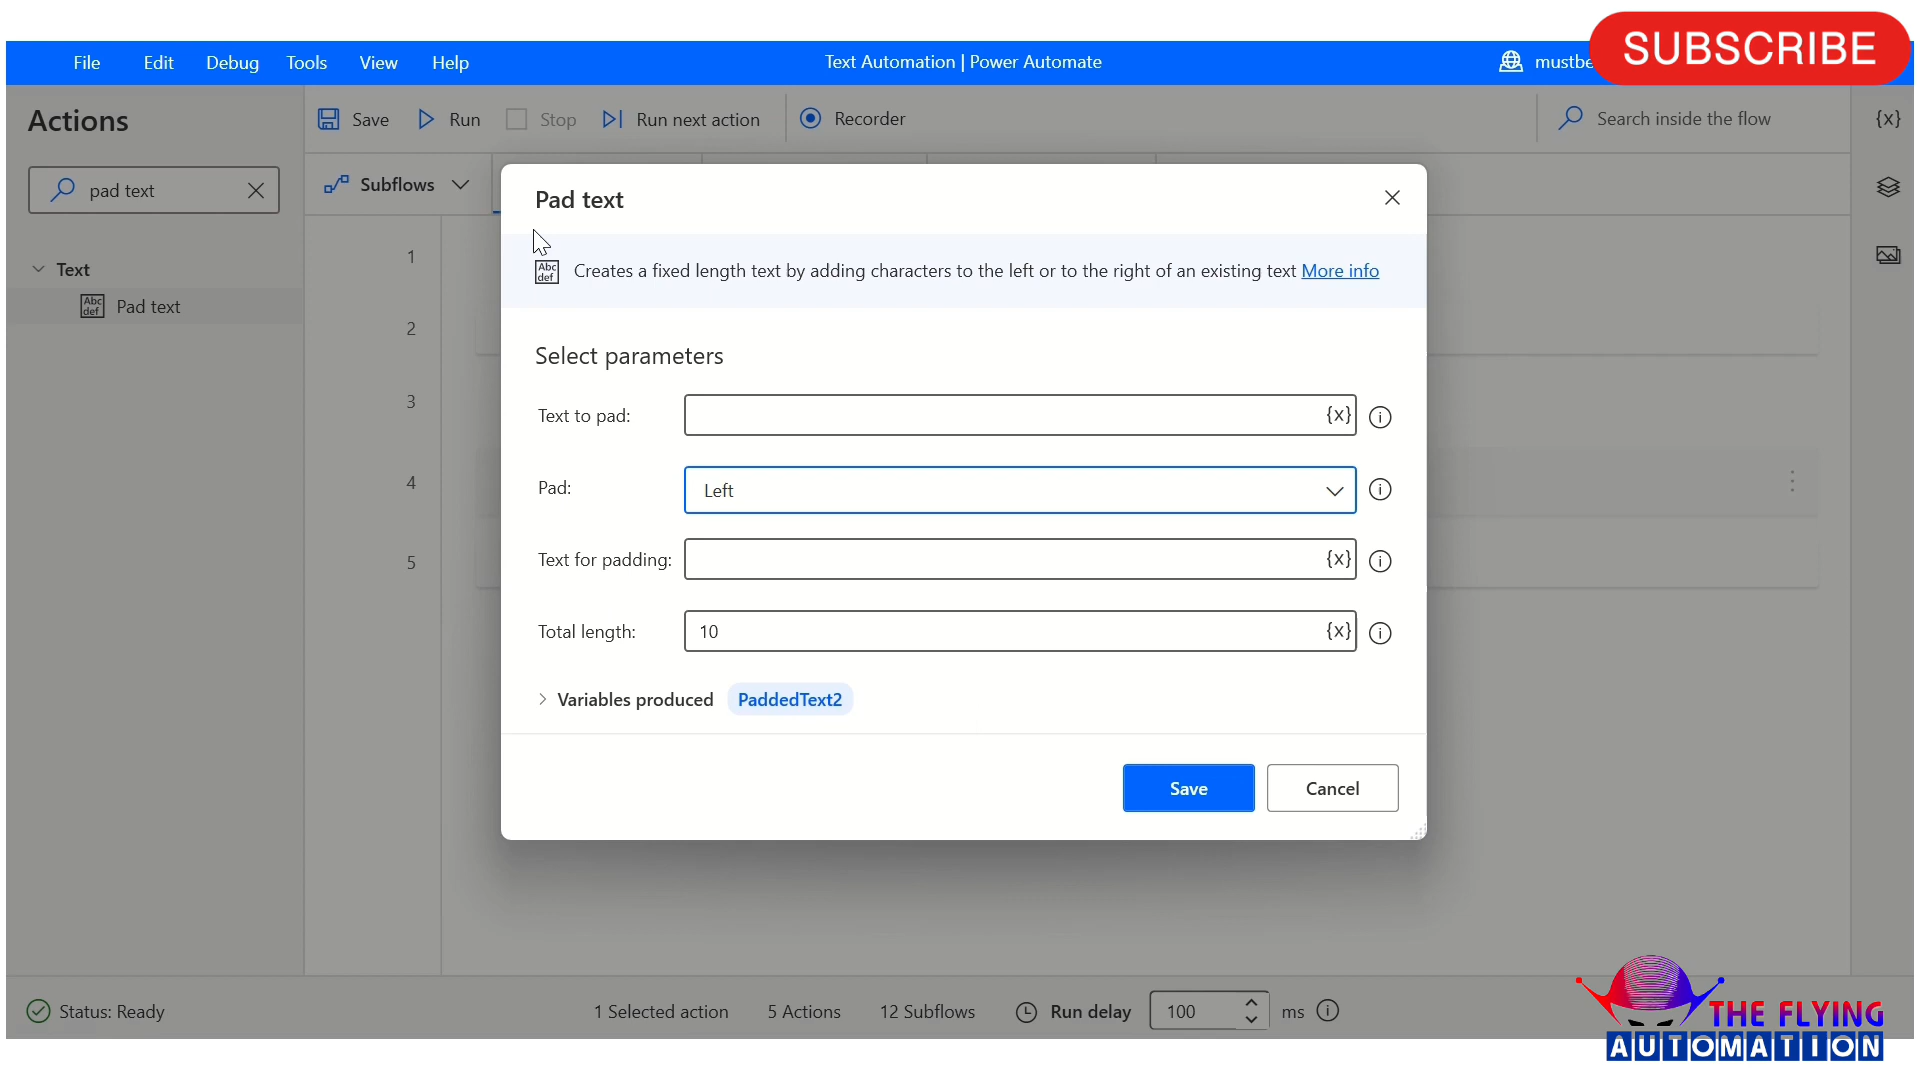 SUBSCRIBE
File Edit Debug Tools View Help
Text Automation | Power Automate
mustbe
Actions
Save Run Stop Run next action Recorder
Search inside the flow
{x}
pad text
Subflows
Text
Abc def Pad text
1
2
3
4
5
Pad text
Abc def Creates a fixed length text by adding characters to the left or to the right of an existing text More info
Select parameters
Text to pad: {x}
Pad: Left
Text for padding: {x}
Total length: 10 {x}
Variables produced PaddedText2
Save Cancel
Status: Ready
1 Selected action 5 Actions 12 Subflows Run delay 100 ms
THE FLYING
AUTOMATION